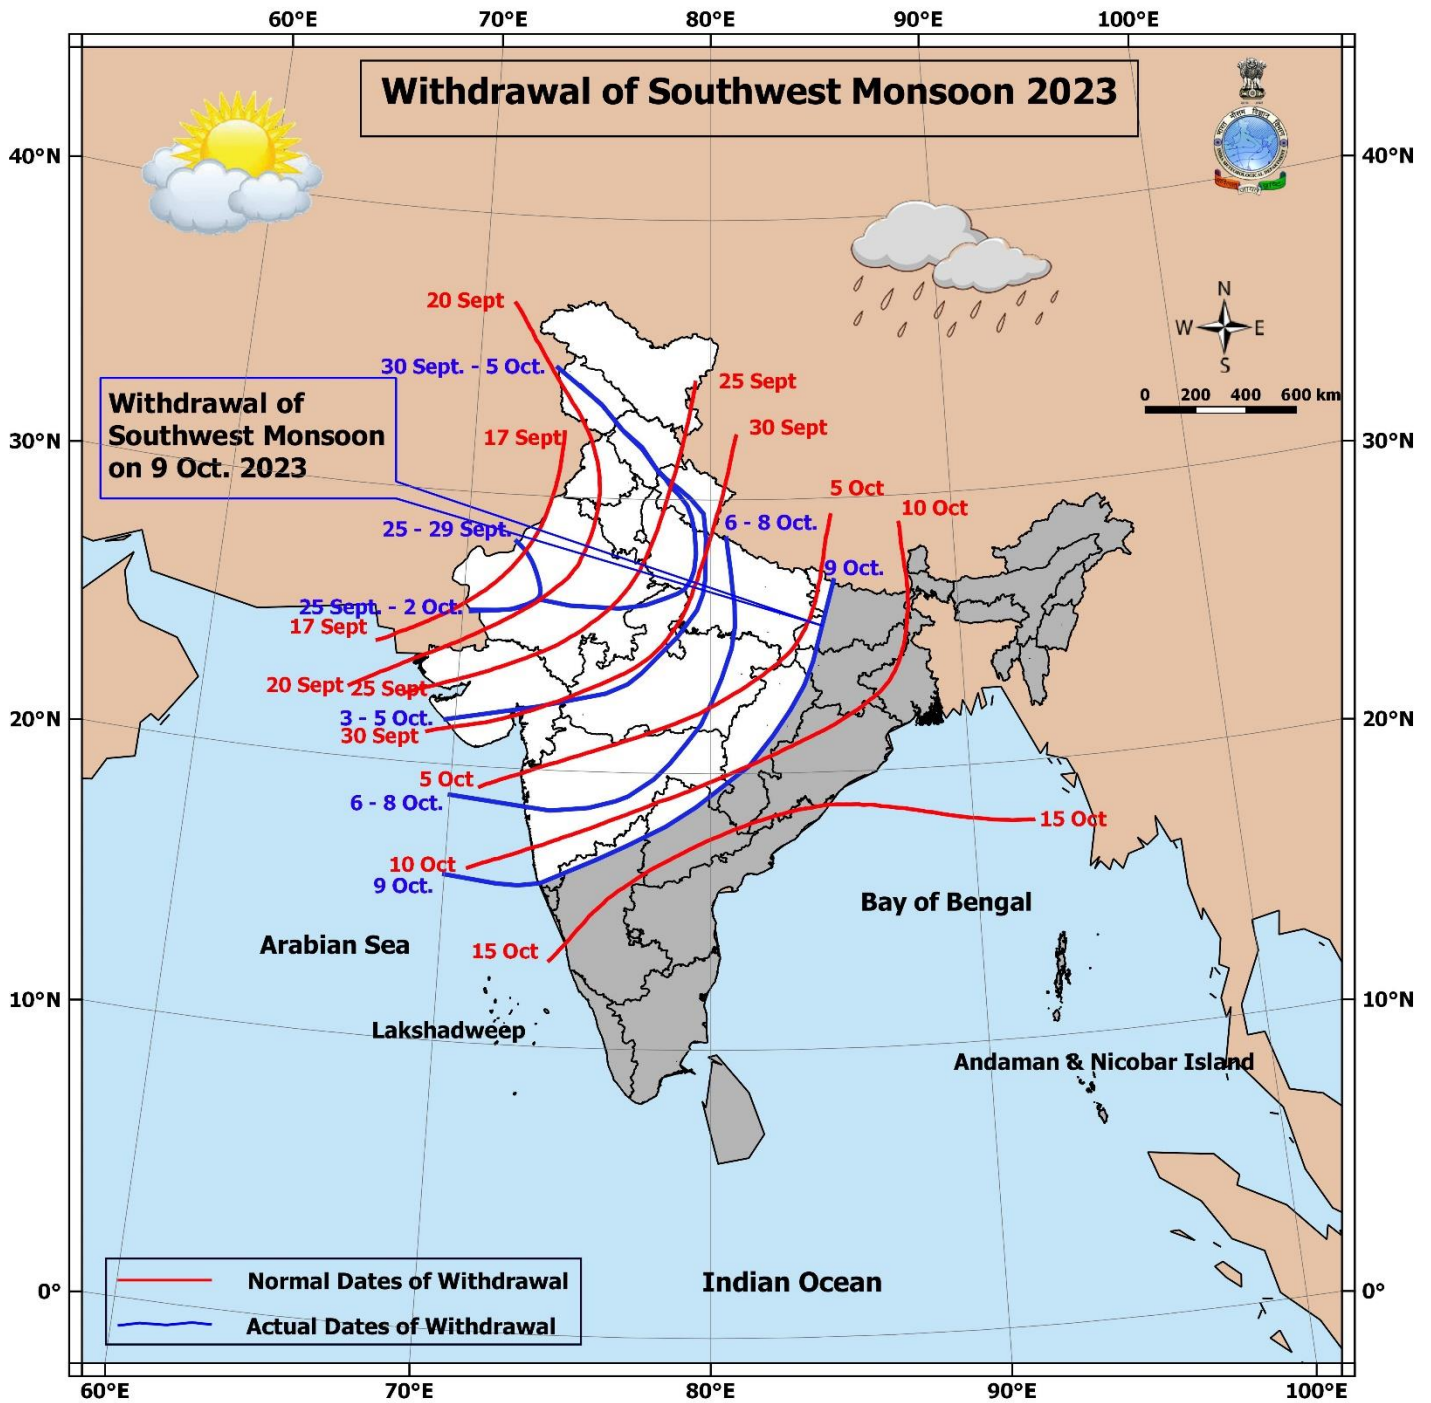 60°E 70°E 80°E 90°E 100°E
Withdrawal of Southwest Monsoon 2023
40°N 40°N
N
W E
S
20 Sept
30 Sept. - 5 Oct.
25 Sept
0 200 400 600 km
Withdrawal of
Southwest Monsoon
on 9 Oct. 2023
17 Sept
30 Sept
30°N 30°N
5 Oct
10 Oct
25 - 29 Sept.
6 - 8 Oct.
9 Oct.
25 Sept. - 2 Oct.
17 Sept
20 Sept 25 Sept
3 - 5 Oct.
20°N 20°N
30 Sept
5 Oct
6 - 8 Oct.
15 Oct
10 Oct
9 Oct.
Bay of Bengal
Arabian Sea
15 Oct
10°N 10°N
Lakshadweep
Andaman & Nicobar Island
Normal Dates of Withdrawal
Indian Ocean
0° 0°
Actual Dates of Withdrawal
60°E 70°E 80°E 90°E 100°E